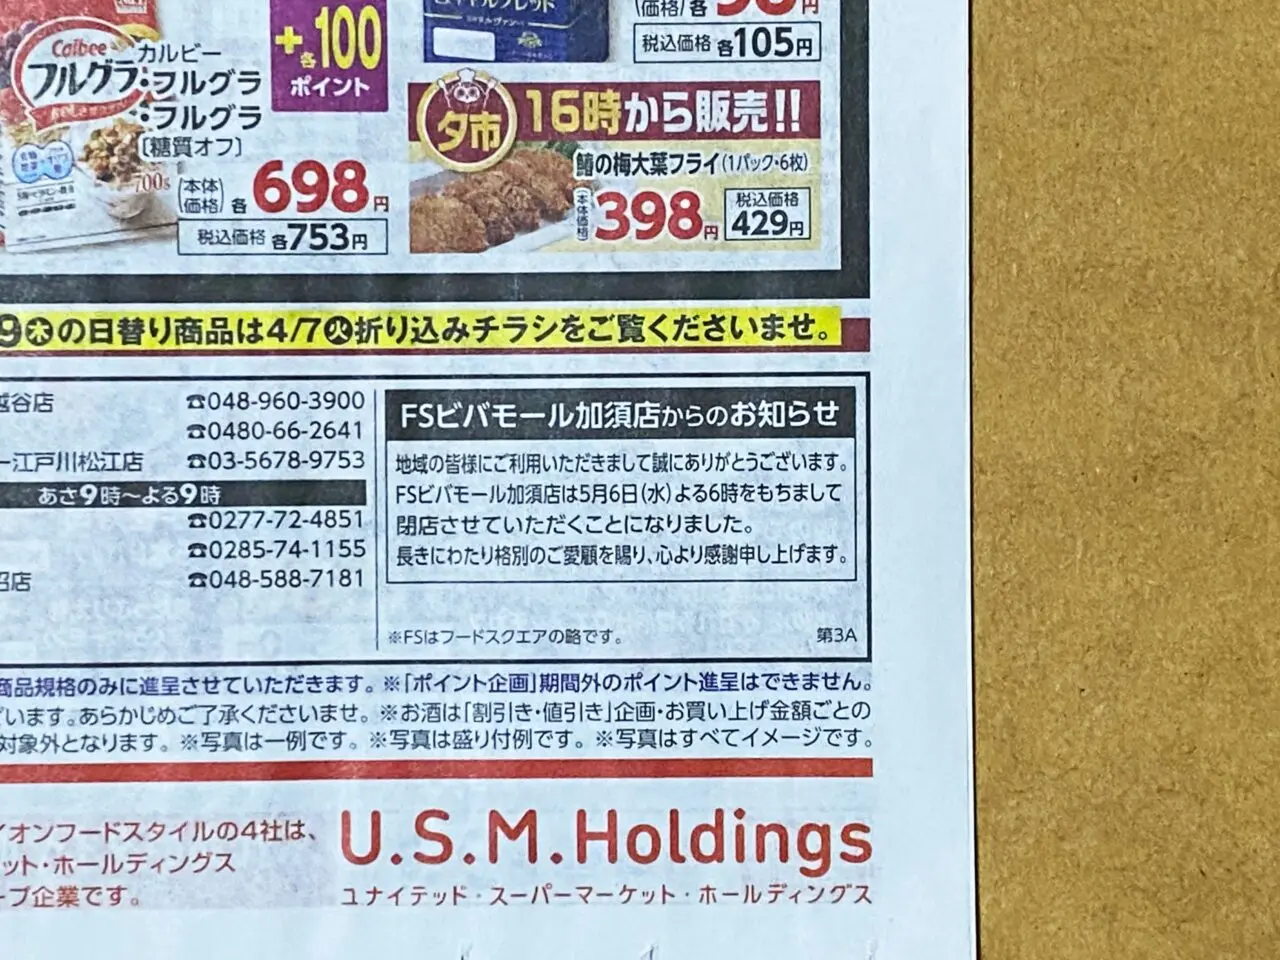 +各100
ポイント
Calbee
フルグラ
カルビー
・フルグラ
・フルグラ
[糖質オフ]
700g
(本体価格)各698円
税込価格 各753円
税込価格 各105円
夕市
16時から販売!!
鯵の梅大葉フライ(1パック・6枚)
(本体価格)398円
税込価格
429円
9㊍の日替り商品は4/7㊋折り込みチラシをご覧くださいませ。
越谷店 ☎048-960-3900
☎0480-66-2641
ー江戸川松江店 ☎03-5678-9753
あさ9時〜よる9時
☎0277-72-4851
☎0285-74-1155
沼店 ☎048-588-7181
FSビバモール加須店からのお知らせ
地域の皆様にご利用いただきまして誠にありがとうございます。
FSビバモール加須店は5月6日(水)よる6時をもちまして
閉店させていただくことになりました。
長きにわたり格別のご愛顧を賜り、心より感謝申し上げます。
※FSはフードスクエアの略です。
第3A
商品規格のみに進呈させていただきます。※「ポイント企画」期間外のポイント進呈はできません。
ざいます。あらかじめご了承くださいませ。※お酒は「割引き・値引き」企画・お買い上げ金額ごとの
対象外となります。※写真は一例です。※写真は盛り付例です。※写真はすべてイメージです。
イオンフードスタイルの4社は、
ット・ホールディングス
ープ企業です。
U.S.M.Holdings
ユナイテッド・スーパーマーケット・ホールディングス